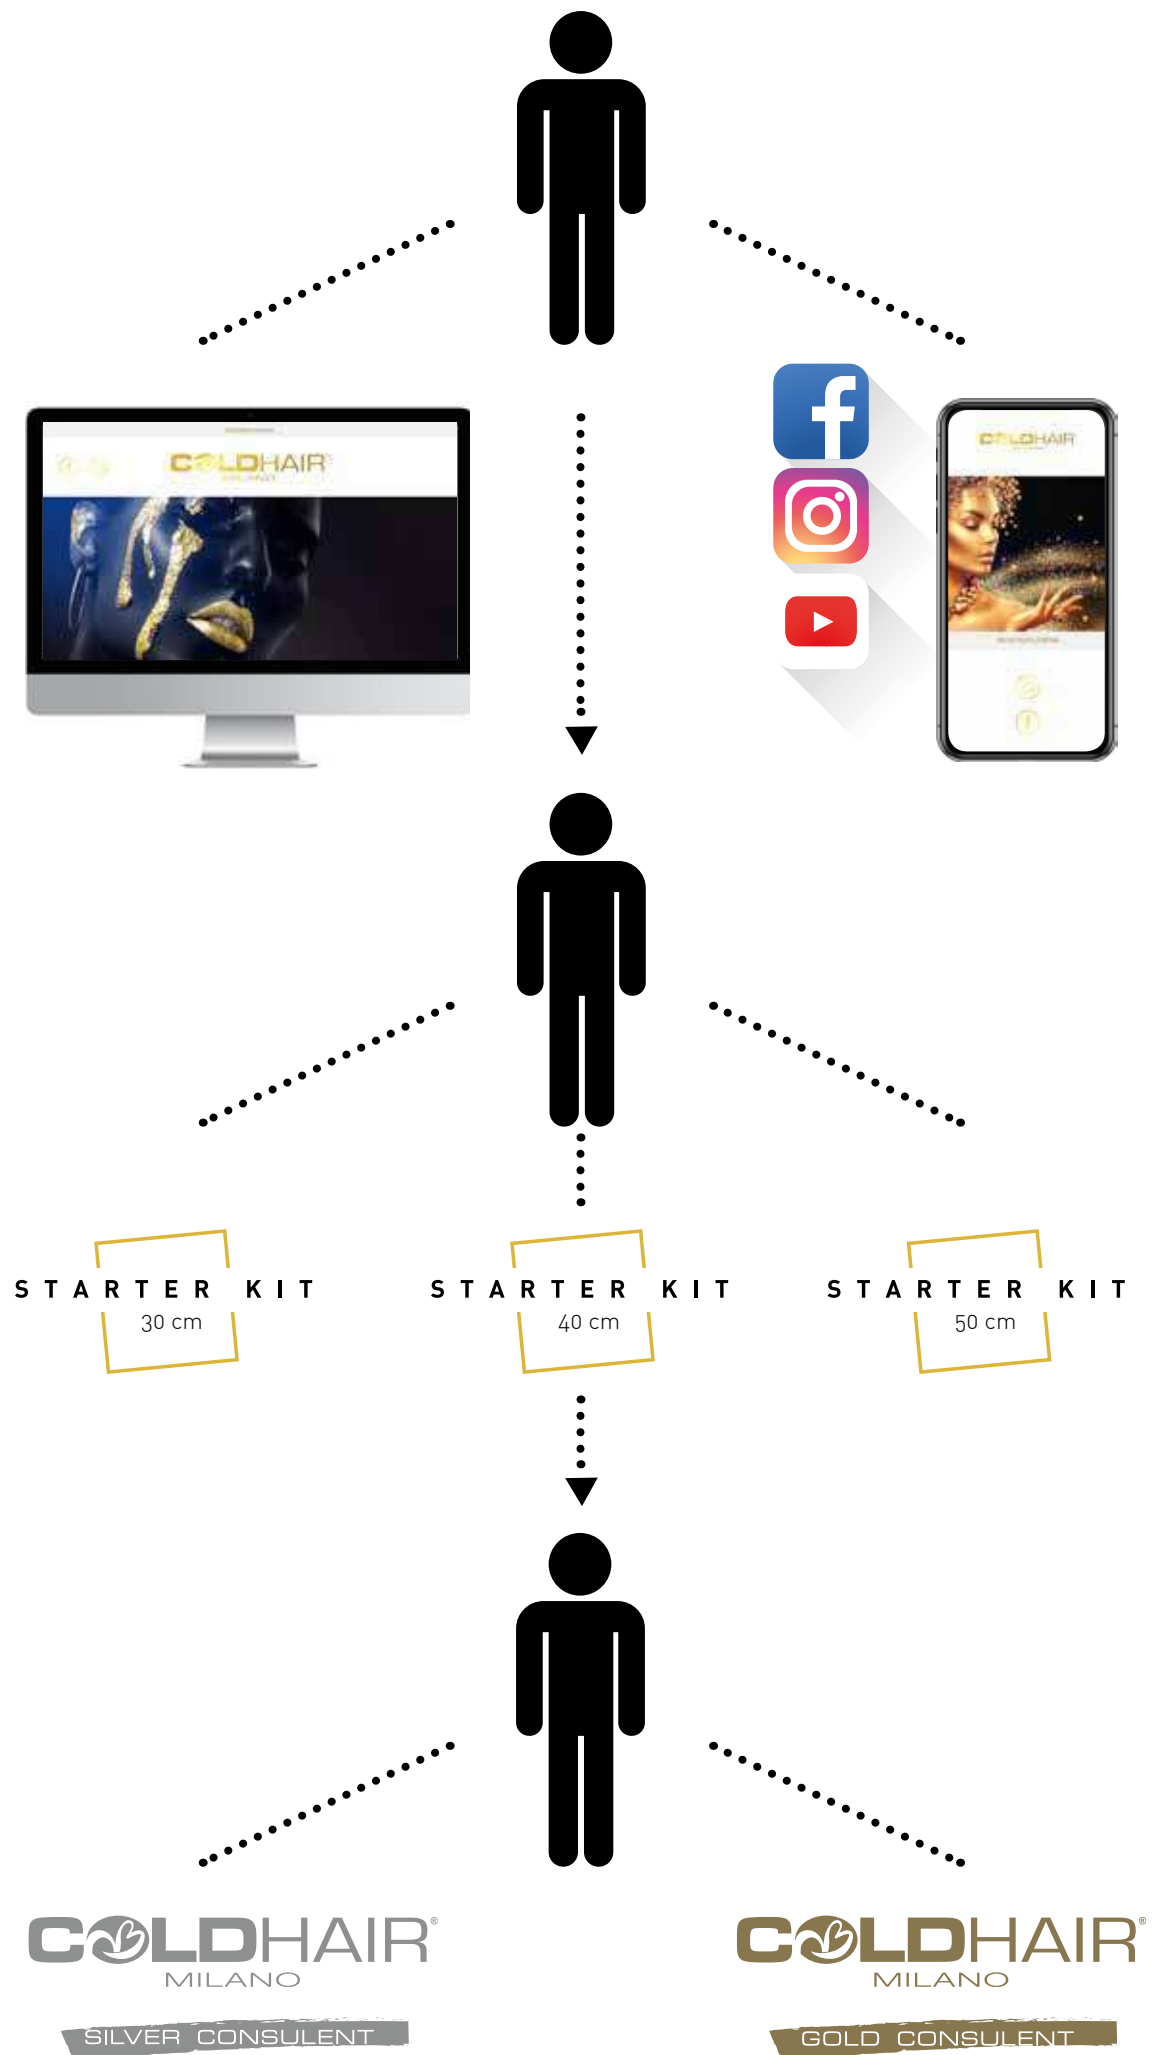 COLDHAIR
MILANO
COLDHAIR
STARTER KIT
30 cm
STARTER KIT
40 cm
STARTER KIT
50 cm
COLDHAIR®
MILANO
SILVER CONSULENT
COLDHAIR®
MILANO
GOLD CONSULENT